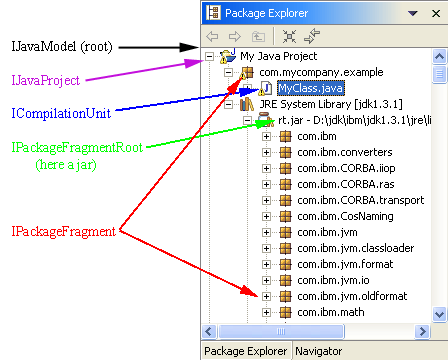 Package Explorer
IJavaModel (root)
My Java Project
IJavaProject
com.mycompany.example
MyClass.java
ICompilationUnit
JRE System Library [jdk1.3.1]
rt.jar - D:\jdk\ibm\jdk1.3.1\jre\li
IPackageFragmentRoot
(here a jar)
com.ibm
com.ibm.converters
com.ibm.CORBA.iiop
com.ibm.CORBA.ras
com.ibm.CORBA.transport
com.ibm.CosNaming
IPackageFragment
com.ibm.jvm
com.ibm.jvm.classloader
com.ibm.jvm.format
com.ibm.jvm.io
com.ibm.jvm.oldformat
com.ibm.math
Package Explorer Navigator